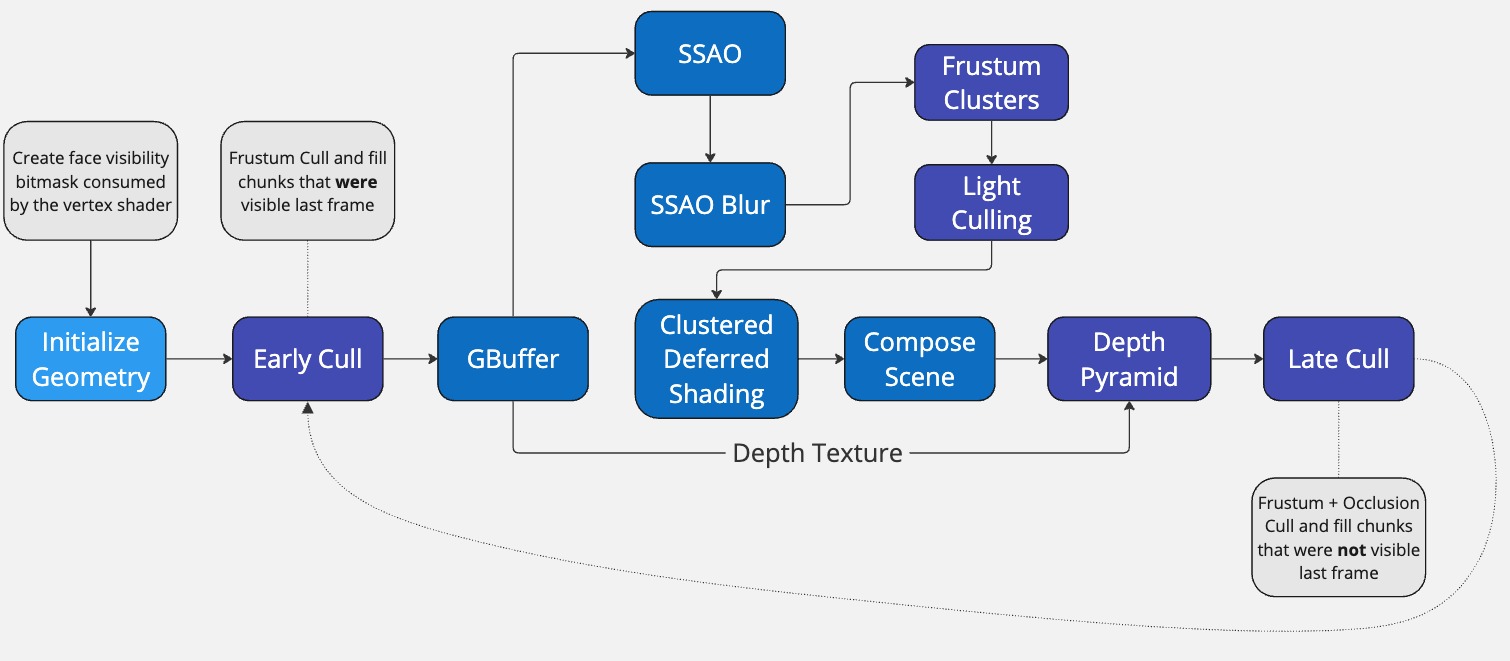 SSAO
Frustum
Clusters
Create face visibility
bitmask consumed
by the vertex shader
Frustum Cull and fill
chunks that were
visible last frame
SSAO Blur
Light
Culling
Initialize
Geometry
Early Cull
GBuffer
Clustered
Deferred
Shading
Compose
Scene
Depth
Pyramid
Late Cull
Depth Texture
Frustum + Occlusion
Cull and fill chunks
that were not visible
last frame